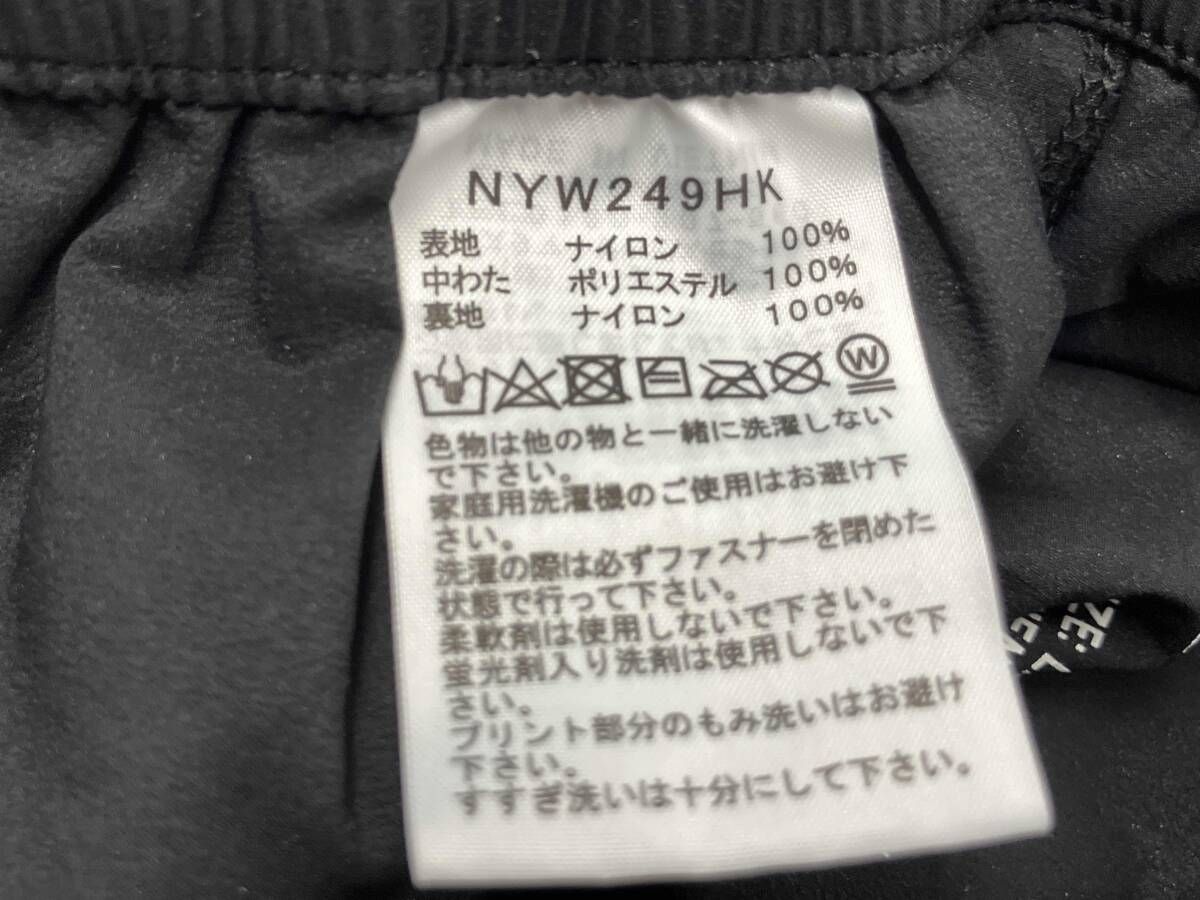 NYW249HK
表地 ナイロン 100%
中わた ポリエステル 100%
裏地 ナイロン 100%
W
色物は他の物と一緒に洗濯しない
で下さい。
家庭用洗濯機のご使用はお避け下
さい。
洗濯の際は必ずファスナーを閉めた
状態で行って下さい。
柔軟剤は使用しないで下さい。
蛍光剤入り洗剤は使用しないで下
さい。
プリント部分のもみ洗いはお避け
下さい。
すすぎ洗いは十分にして下さい。
ZE: L